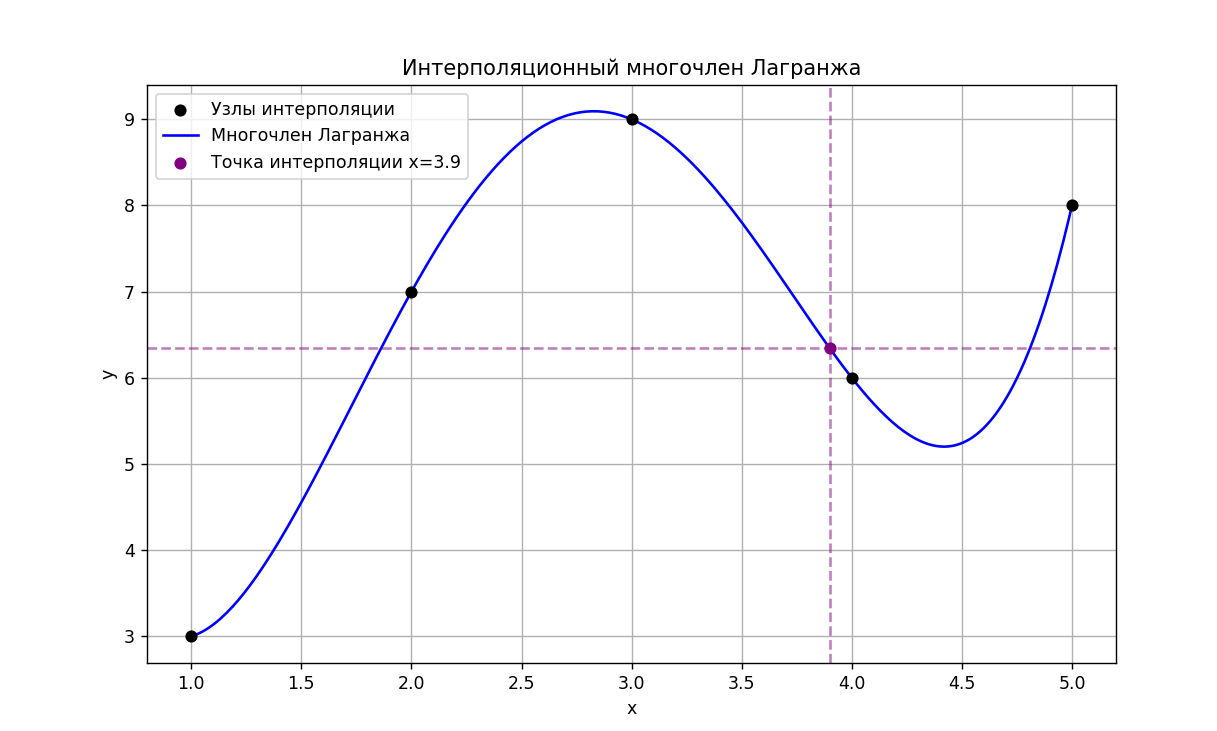 Интерполяционный многочлен Лагранжа
Узлы интерполяции
Многочлен Лагранжа
Точка интерполяции x=3.9
9
8
7
6
5
4
3
y
1.0 1.5 2.0 2.5 3.0 3.5 4.0 4.5 5.0
x